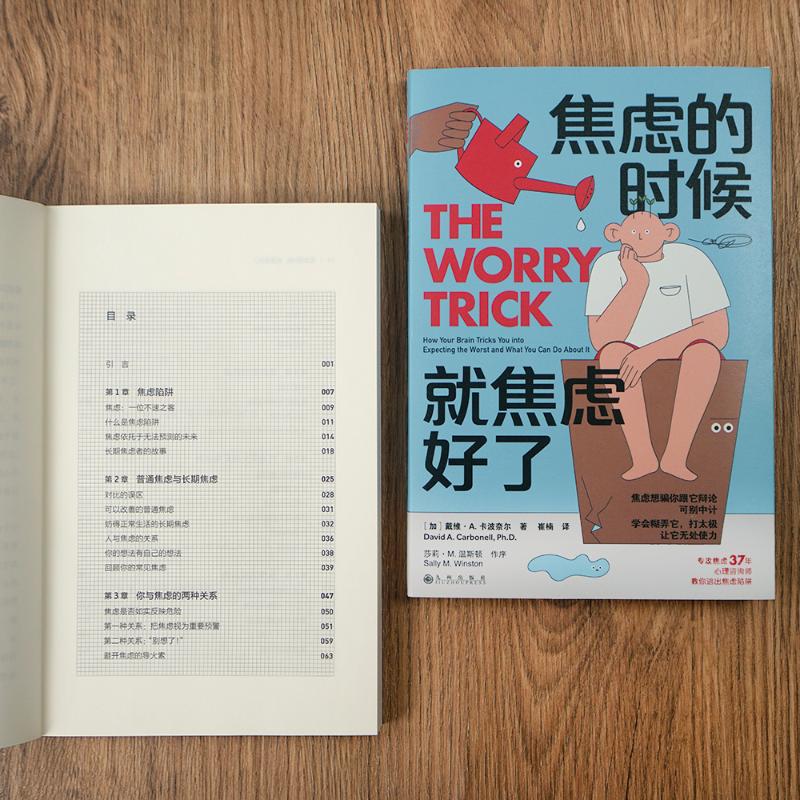 目 录
引 言 001
第1章 焦虑陷阱 007
焦虑：一位不速之客 009
什么是焦虑陷阱 011
焦虑依托于无法预测的未来 014
长期焦虑者的故事 018
第2章 普通焦虑与长期焦虑 025
对比的误区 031
可以改善的普通焦虑 031
妨碍正常生活的长期焦虑 032
人与焦虑的关系 036
你的想法有自己的想法 038
回顾你的常见焦虑 039
第3章 你与焦虑的两种关系 047
焦虑是否如实反映危险 050
第一种关系：把焦虑视为重要预警 051
第二种关系：“别想了！” 059
避开焦虑的导火索 063
焦虑的
时候
THE
WORRY
TRICK
How Your Brain Tricks You into
Expecting the Worst and What You Can Do About It
就焦虑
好了
焦虑想骗你跟它辩论
可别中计
学会糊弄它，打太极
让它无处使力
[加] 戴维·A. 卡波奈尔 著 崔楠 译
David A. Carbonell, Ph.D.
莎莉·M. 温斯顿 作序
Sally M. Winston
九州出版社
JIUZHOUPRESS
专攻焦虑37年
心理咨询师
教你逃出焦虑陷阱